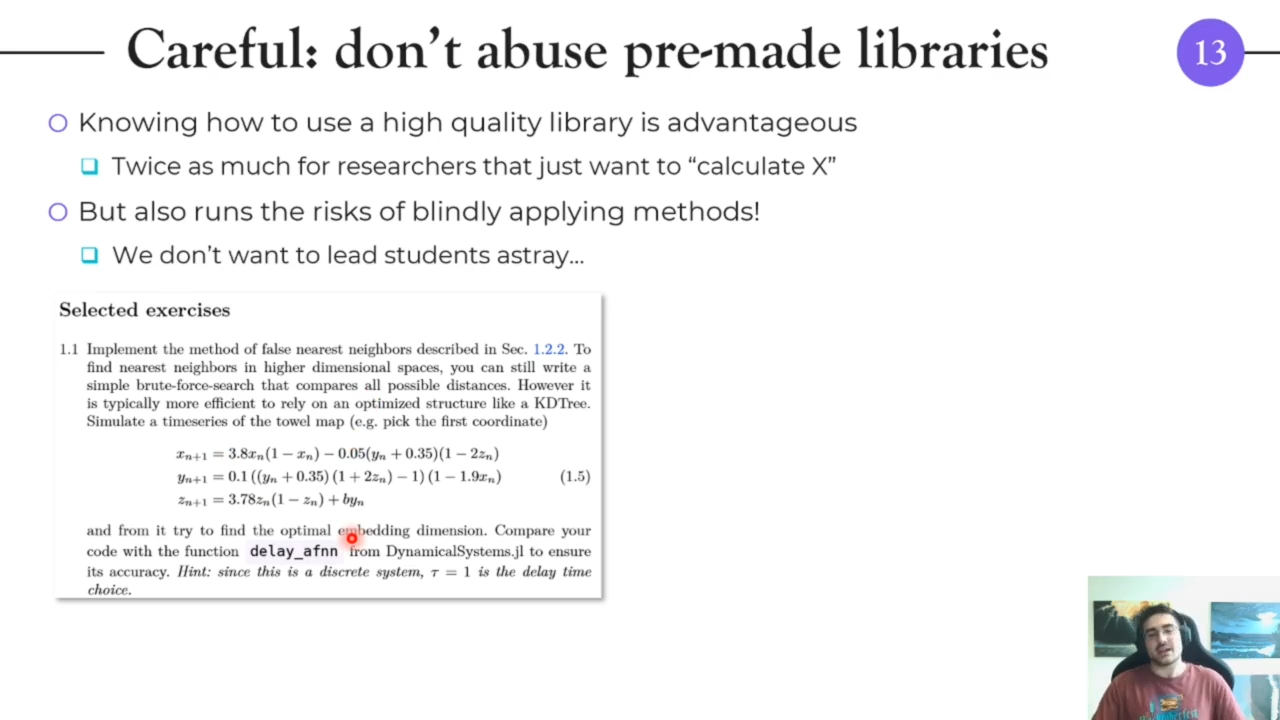 Careful: don't abuse pre-made libraries
13
Knowing how to use a high quality library is advantageous
Twice as much for researchers that just want to “calculate X”
But also runs the risks of blindly applying methods!
We don't want to lead students astray...
Selected exercises
1.1 Implement the method of false nearest neighbors described in Sec. 1.2.2. To
find nearest neighbors in higher dimensional spaces, you can still write a
simple brute-force-search that compares all possible distances. However it
is typically more efficient to rely on an optimized structure like a KDTree.
Simulate a timeseries of the towel map (e.g. pick the first coordinate)
xₙ₊₁ = 3.8xₙ(1 − xₙ) − 0.05(yₙ + 0.35)(1 − 2zₙ)
yₙ₊₁ = 0.1 ((yₙ + 0.35) (1 + 2zₙ) − 1) (1 − 1.9xₙ) (1.5)
zₙ₊₁ = 3.78zₙ(1 − zₙ) + byₙ
and from it try to find the optimal embedding dimension. Compare your
code with the function delay_afnn from DynamicalSystems.jl to ensure
its accuracy. Hint: since this is a discrete system, τ = 1 is the delay time
choice.